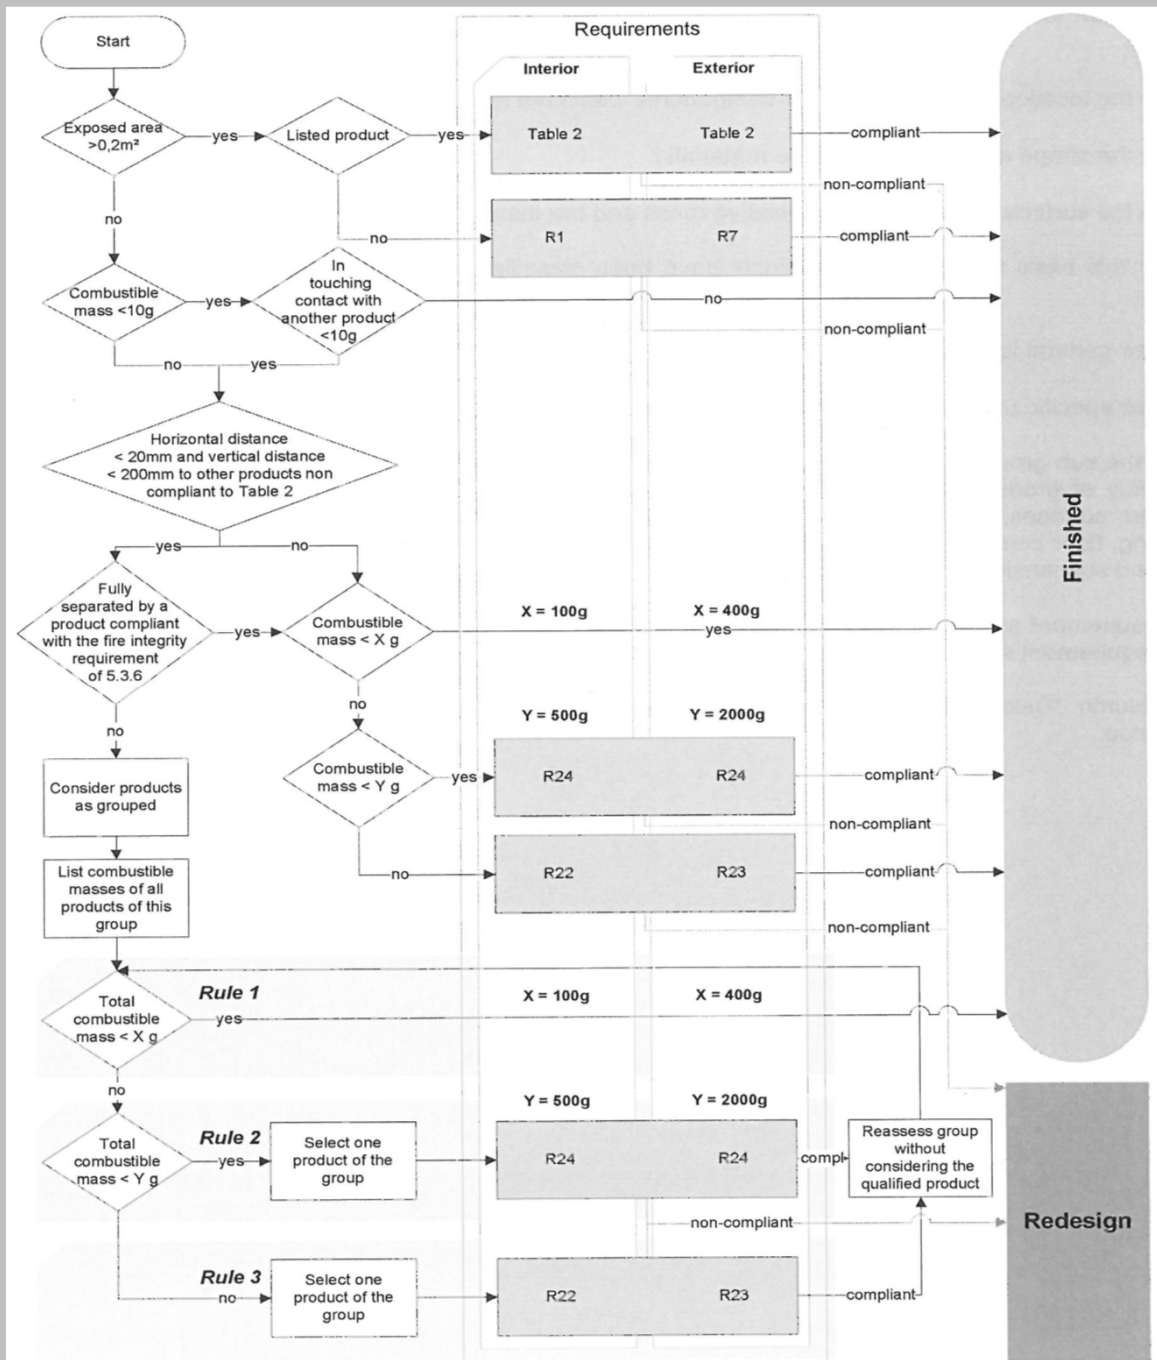 Requirements
Start
Interior
Exterior
Exposed area
>0,2m²
yes
Listed product
yes
Table 2
Table 2
compliant
non-compliant
no
no
R1
R7
compliant
In
touching
contact with
another product
<10g
Combustible
mass <10g
yes
no
non-compliant
no
yes
Horizontal distance
< 20mm and vertical distance
< 200mm to other products non
compliant to Table 2
Finished
yes
no
Fully
separated by a
product compliant
with the fire integrity
requirement
of 5.3.6
yes
Combustible
mass < X g
X = 100g
X = 400g
yes
no
no
Y = 500g
Y = 2000g
Consider products
as grouped
Combustible
mass < Y g
yes
R24
R24
compliant
non-compliant
List combustible
masses of all
products of this
group
no
R22
R23
compliant
non-compliant
Rule 1
Total
combustible
mass < X g
yes
X = 100g
X = 400g
no
Y = 500g
Y = 2000g
Rule 2
Total
combustible
mass < Y g
yes
Select one
product of the
group
R24
R24
compl
Reassess group
without
considering the
qualified product
non-compliant
Redesign
Rule 3
no
Select one
product of the
group
R22
R23
compliant